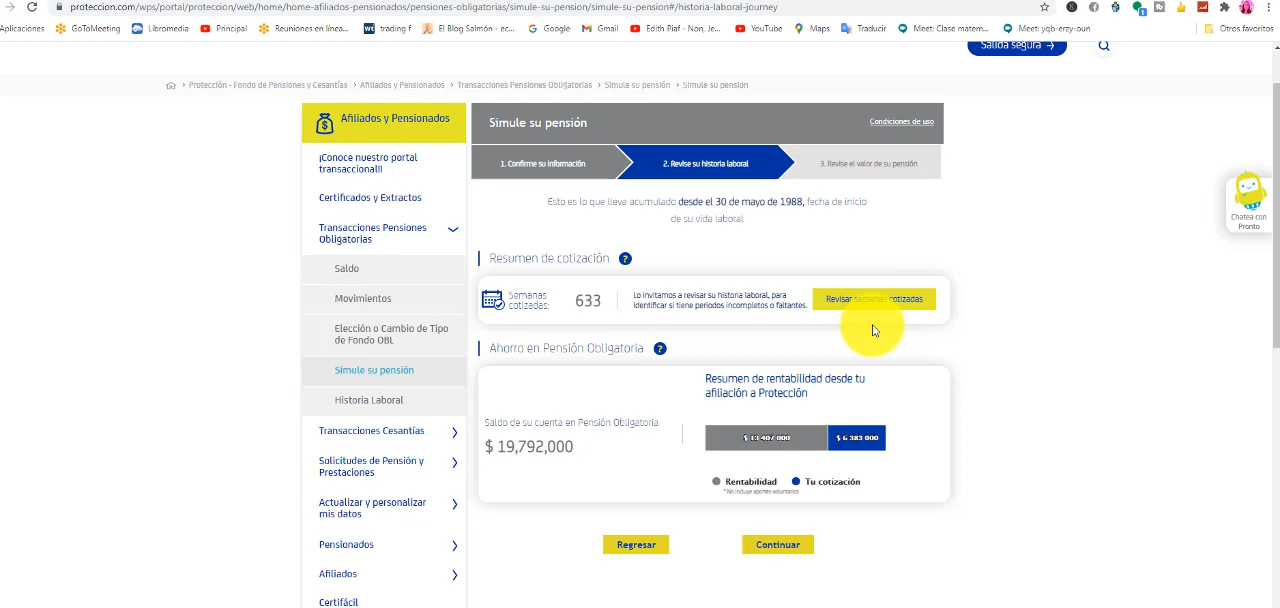 proteccion.com/wps/portal/proteccion/web/home/home-afiliados-pensionados/pensiones-obligatorias/simule-su-pension/simule-su-pension#/historia-laboral-journey
Aplicaciones GoToMeeting Libromedia Principal Reuniones en línea... trading f El Blog Salmón - ec... Google Gmail Edith Piaf - Non, Je... YouTube Maps Traducir Meet: Clase matem... Meet: yqb-erzy-oun Otros favoritos
Salida segura →
Protección - Fondo de Pensiones y Cesantías > Afiliados y Pensionados > Transacciones Pensiones Obligatorias > Simule su pensión > Simule su pension
Afiliados y Pensionados
¡Conoce nuestro portal
transaccional!!
Certificados y Extractos
Transacciones Pensiones
Obligatorias
Saldo
Movimientos
Elección o Cambio de Tipo
de Fondo OBL
Simule su pensión
Historia Laboral
Transacciones Cesantías
Solicitudes de Pensión y
Prestaciones
Actualizar y personalizar
mis datos
Pensionados
Afiliados
Certifácil
Simule su pensión
Condiciones de uso
1. Confirme su información
2. Revise su historia laboral
3. Revise el valor de su pensión
Esto es lo que lleva acumulado desde el 30 de mayo de 1988, fecha de inicio
de su vida laboral
Resumen de cotización ?
Semanas
cotizadas:
633
Lo invitamos a revisar su historia laboral, para
identificar si tiene periodos incompletos o faltantes.
Revisar semanas cotizadas
Ahorro en Pensión Obligatoria ?
Saldo de su cuenta en Pensión Obligatoria
$ 19,792,000
Resumen de rentabilidad desde tu
afiliación a Protección
$ 13 407 000
$ 6 383 000
Rentabilidad
Tu cotización
* No incluye aportes voluntarios
Regresar
Continuar
Chatea con
Pronto